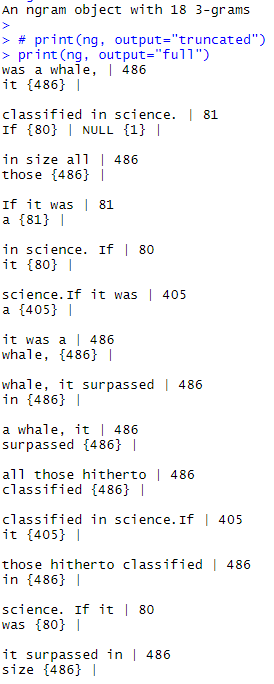 An ngram object with 18 3-grams
>
> # print(ng, output="truncated")
> print(ng, output="full")
was a whale, | 486
it {486} |
classified in science. | 81
If {80} | NULL {1} |
in size all | 486
those {486} |
If it was | 81
a {81} |
in science. If | 80
it {80} |
science.If it was | 405
a {405} |
it was a | 486
whale, {486} |
whale, it surpassed | 486
in {486} |
a whale, it | 486
surpassed {486} |
all those hitherto | 486
classified {486} |
classified in science.If | 405
it {405} |
those hitherto classified | 486
in {486} |
science. If it | 80
was {80} |
it surpassed in | 486
size {486} |